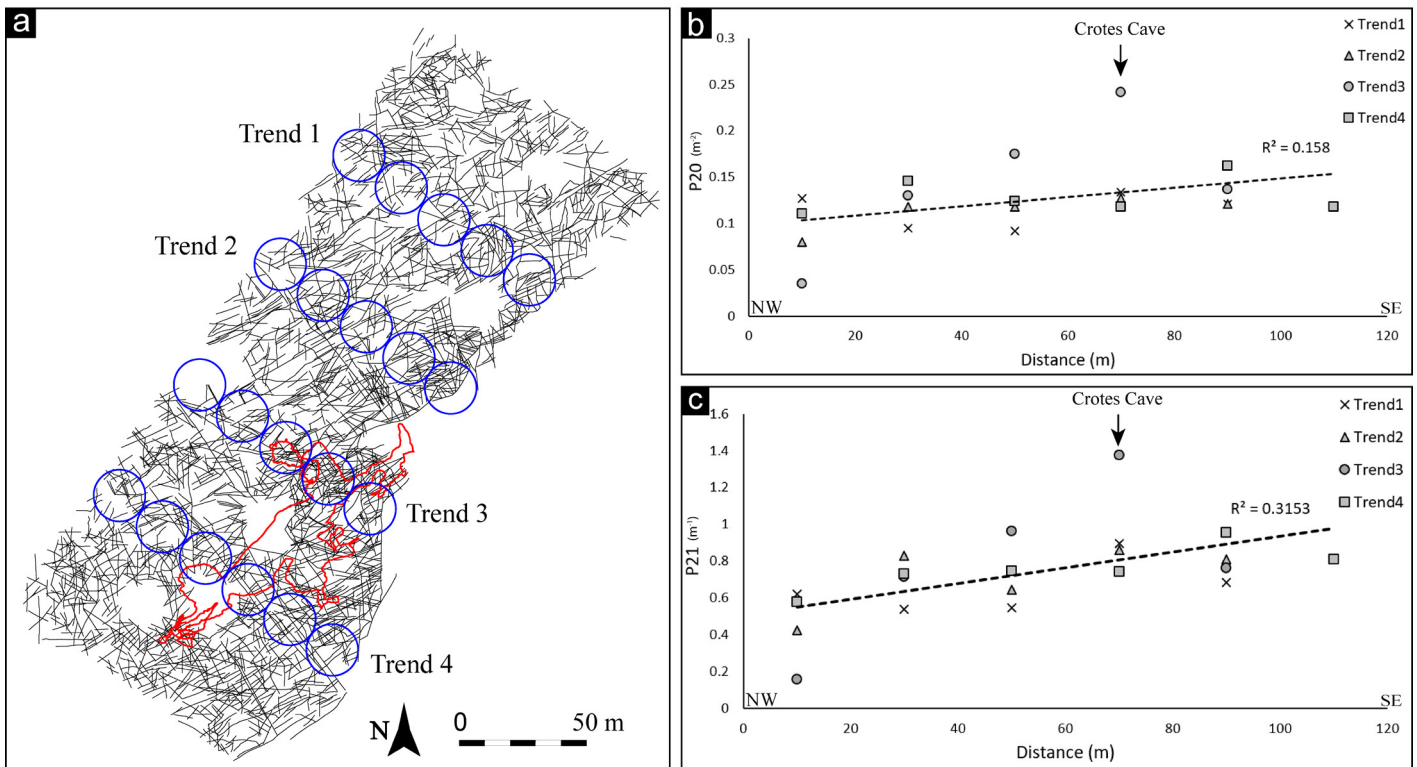 a
Trend 1
Trend 2
Trend 3
Trend 4
N
0 50 m
b
Crotes Cave
Trend1
Trend2
Trend3
Trend4
0.3
0.25
0.2
0.15
0.1
0.05
0
P20 (m⁻²)
R² = 0.158
NW SE
0 20 40 60 80 100 120
Distance (m)
c
Crotes Cave
Trend1
Trend2
Trend3
Trend4
1.6
1.4
1.2
1
0.8
0.6
0.4
0.2
0
P21 (m⁻¹)
R² = 0.3153
NW SE
0 20 40 60 80 100 120
Distance (m)